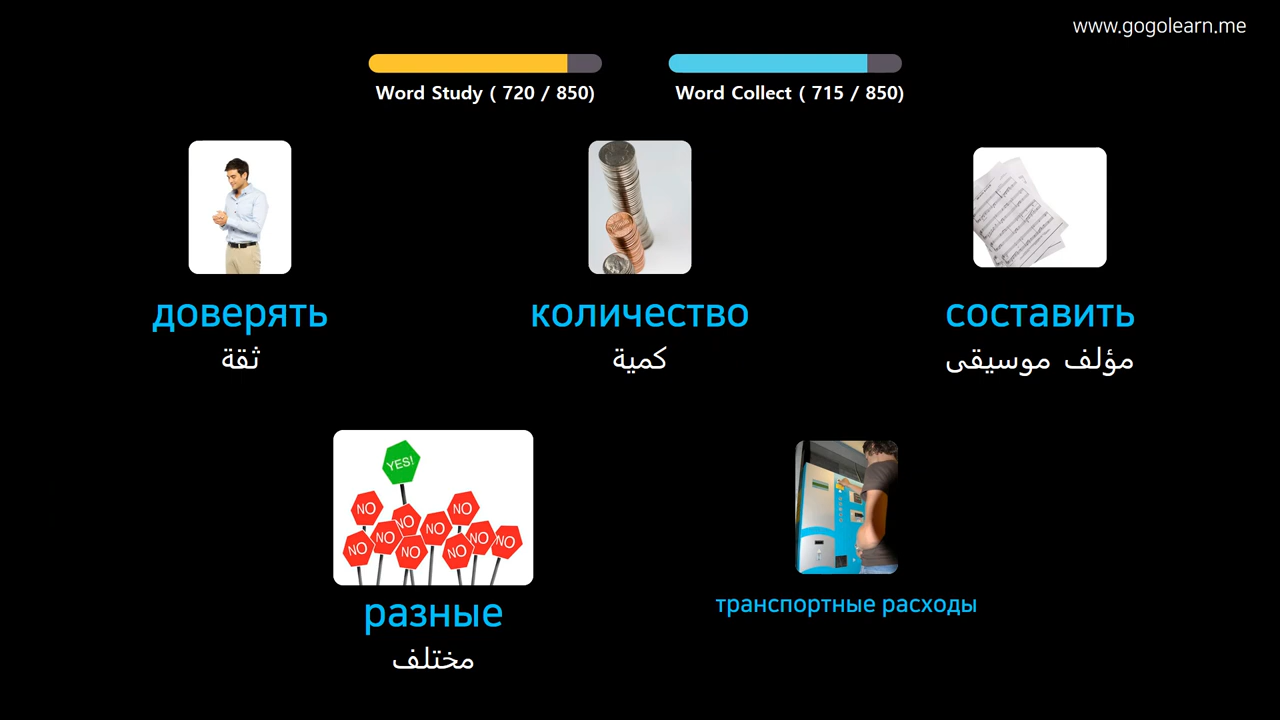 www.gogolearn.me
Word Study ( 720 / 850)
Word Collect ( 715 / 850)
доверять
ثقة
количество
كمية
составить
مؤلف موسيقى
YES!
NO
NO
NO
NO
NO
NO
NO
NO
NO
NO
разные
مختلف
транспортные расходы